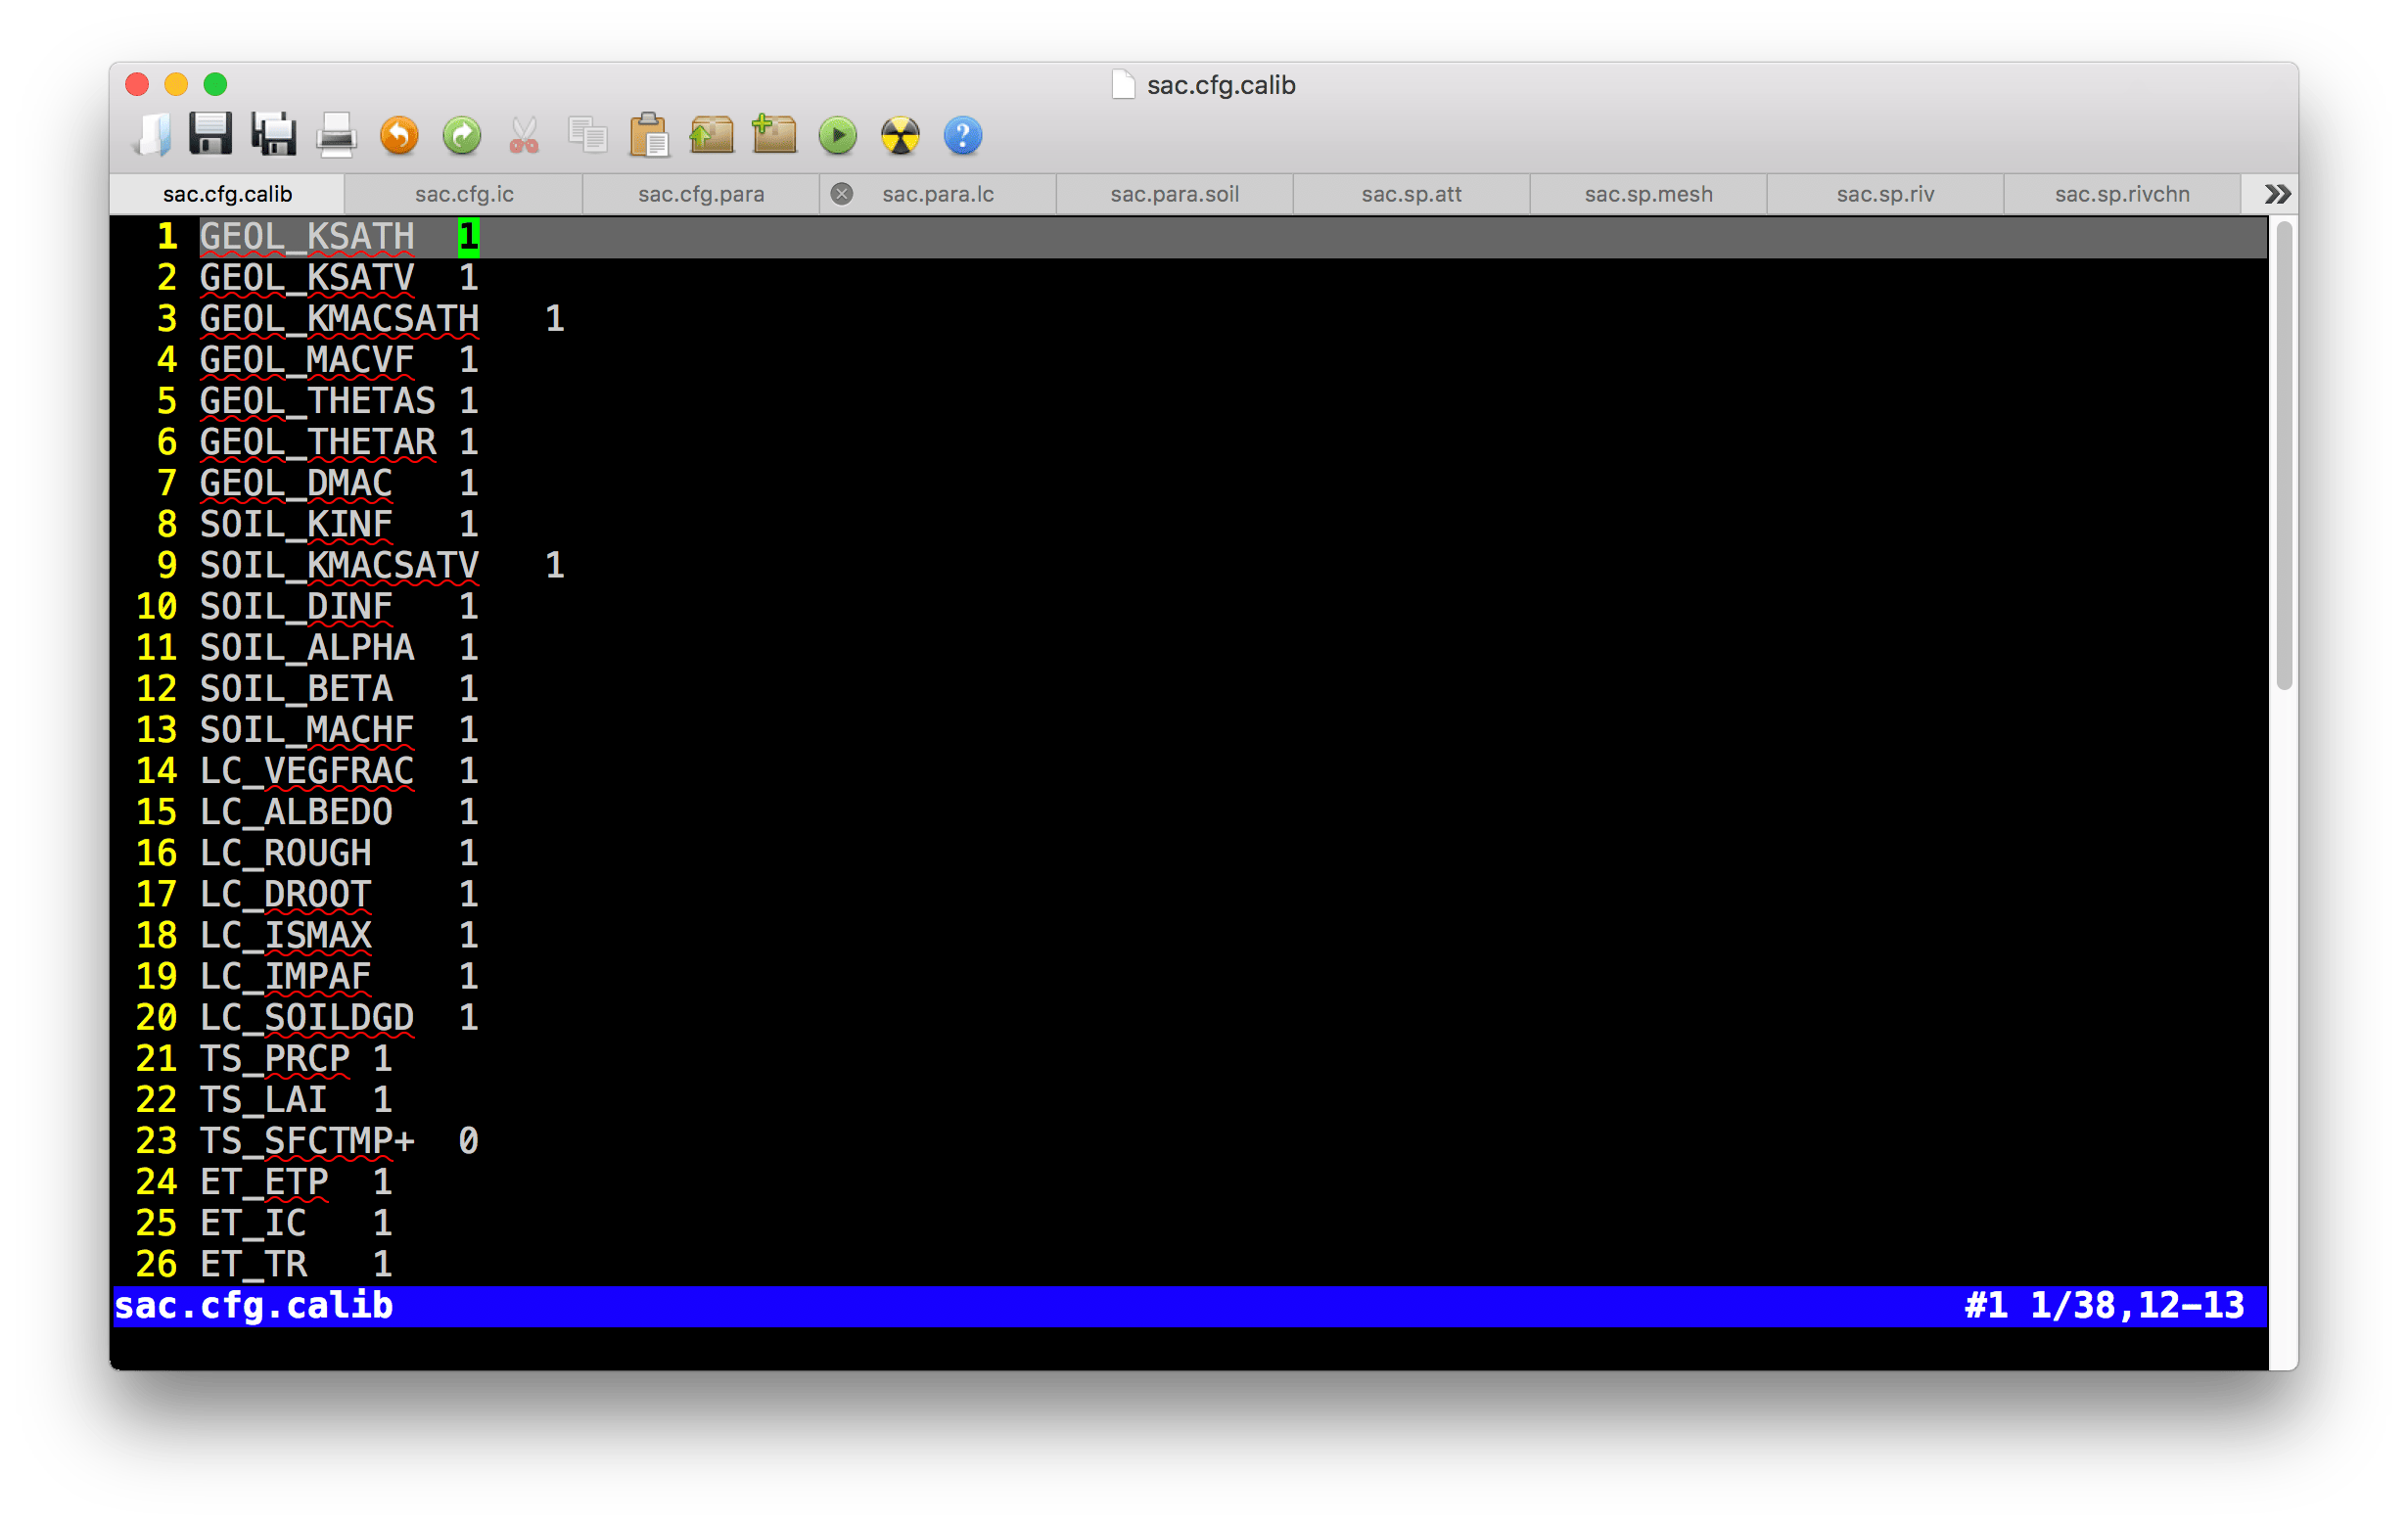 sac.cfg.calib
sac.cfg.calib sac.cfg.ic sac.cfg.para sac.para.lc sac.para.soil sac.sp.att sac.sp.mesh sac.sp.riv sac.sp.rivchn »
1 GEOL_KSATH 1
2 GEOL_KSATV 1
3 GEOL_KMACSATH 1
4 GEOL_MACVF 1
5 GEOL_THETAS 1
6 GEOL_THETAR 1
7 GEOL_DMAC 1
8 SOIL_KINF 1
9 SOIL_KMACSATV 1
10 SOIL_DINF 1
11 SOIL_ALPHA 1
12 SOIL_BETA 1
13 SOIL_MACHF 1
14 LC_VEGFRAC 1
15 LC_ALBEDO 1
16 LC_ROUGH 1
17 LC_DROOT 1
18 LC_ISMAX 1
19 LC_IMPAF 1
20 LC_SOILDGD 1
21 TS_PRCP 1
22 TS_LAI 1
23 TS_SFCTMP+ 0
24 ET_ETP 1
25 ET_IC 1
26 ET_TR 1
sac.cfg.calib #1 1/38,12-13